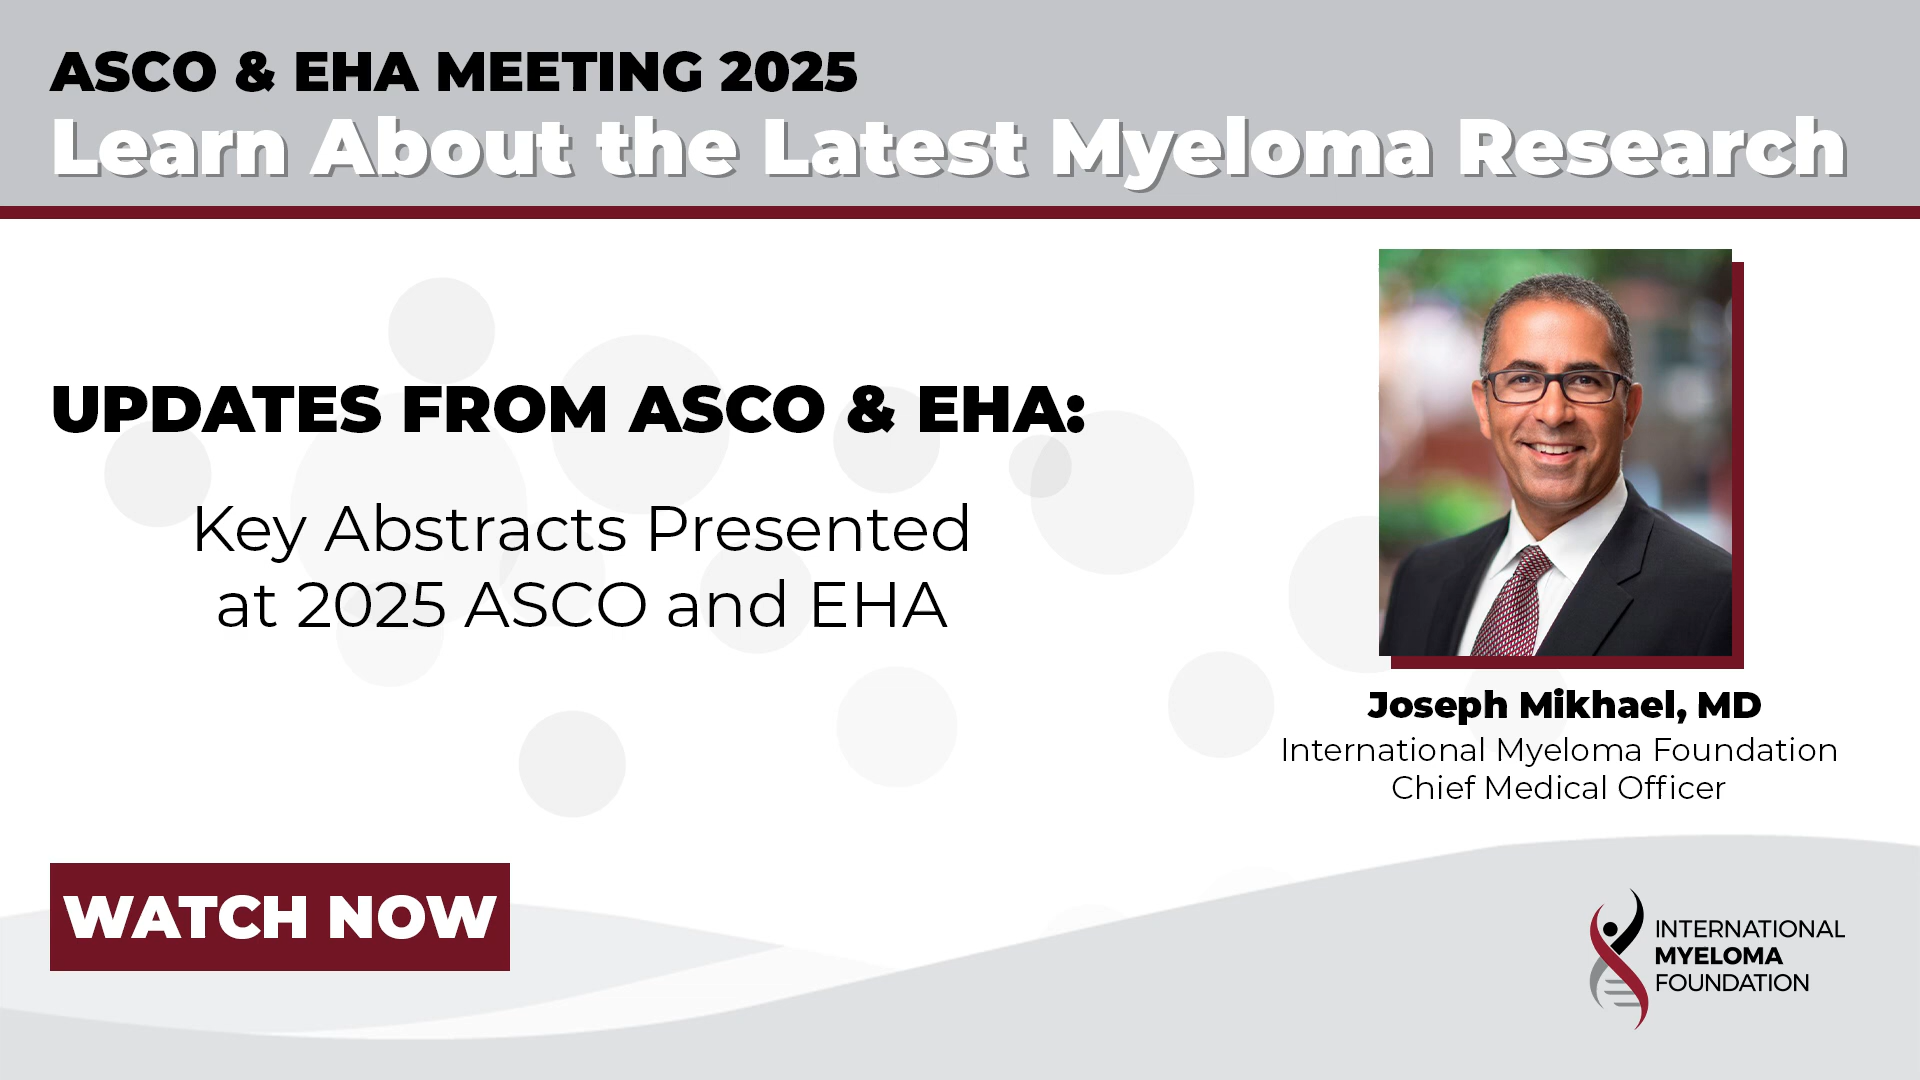 ASCO & EHA MEETING 2025
Learn About the Latest Myeloma Research
UPDATES FROM ASCO & EHA:
Key Abstracts Presented
at 2025 ASCO and EHA
Joseph Mikhael, MD
International Myeloma Foundation
Chief Medical Officer
WATCH NOW
INTERNATIONAL
MYELOMA
FOUNDATION